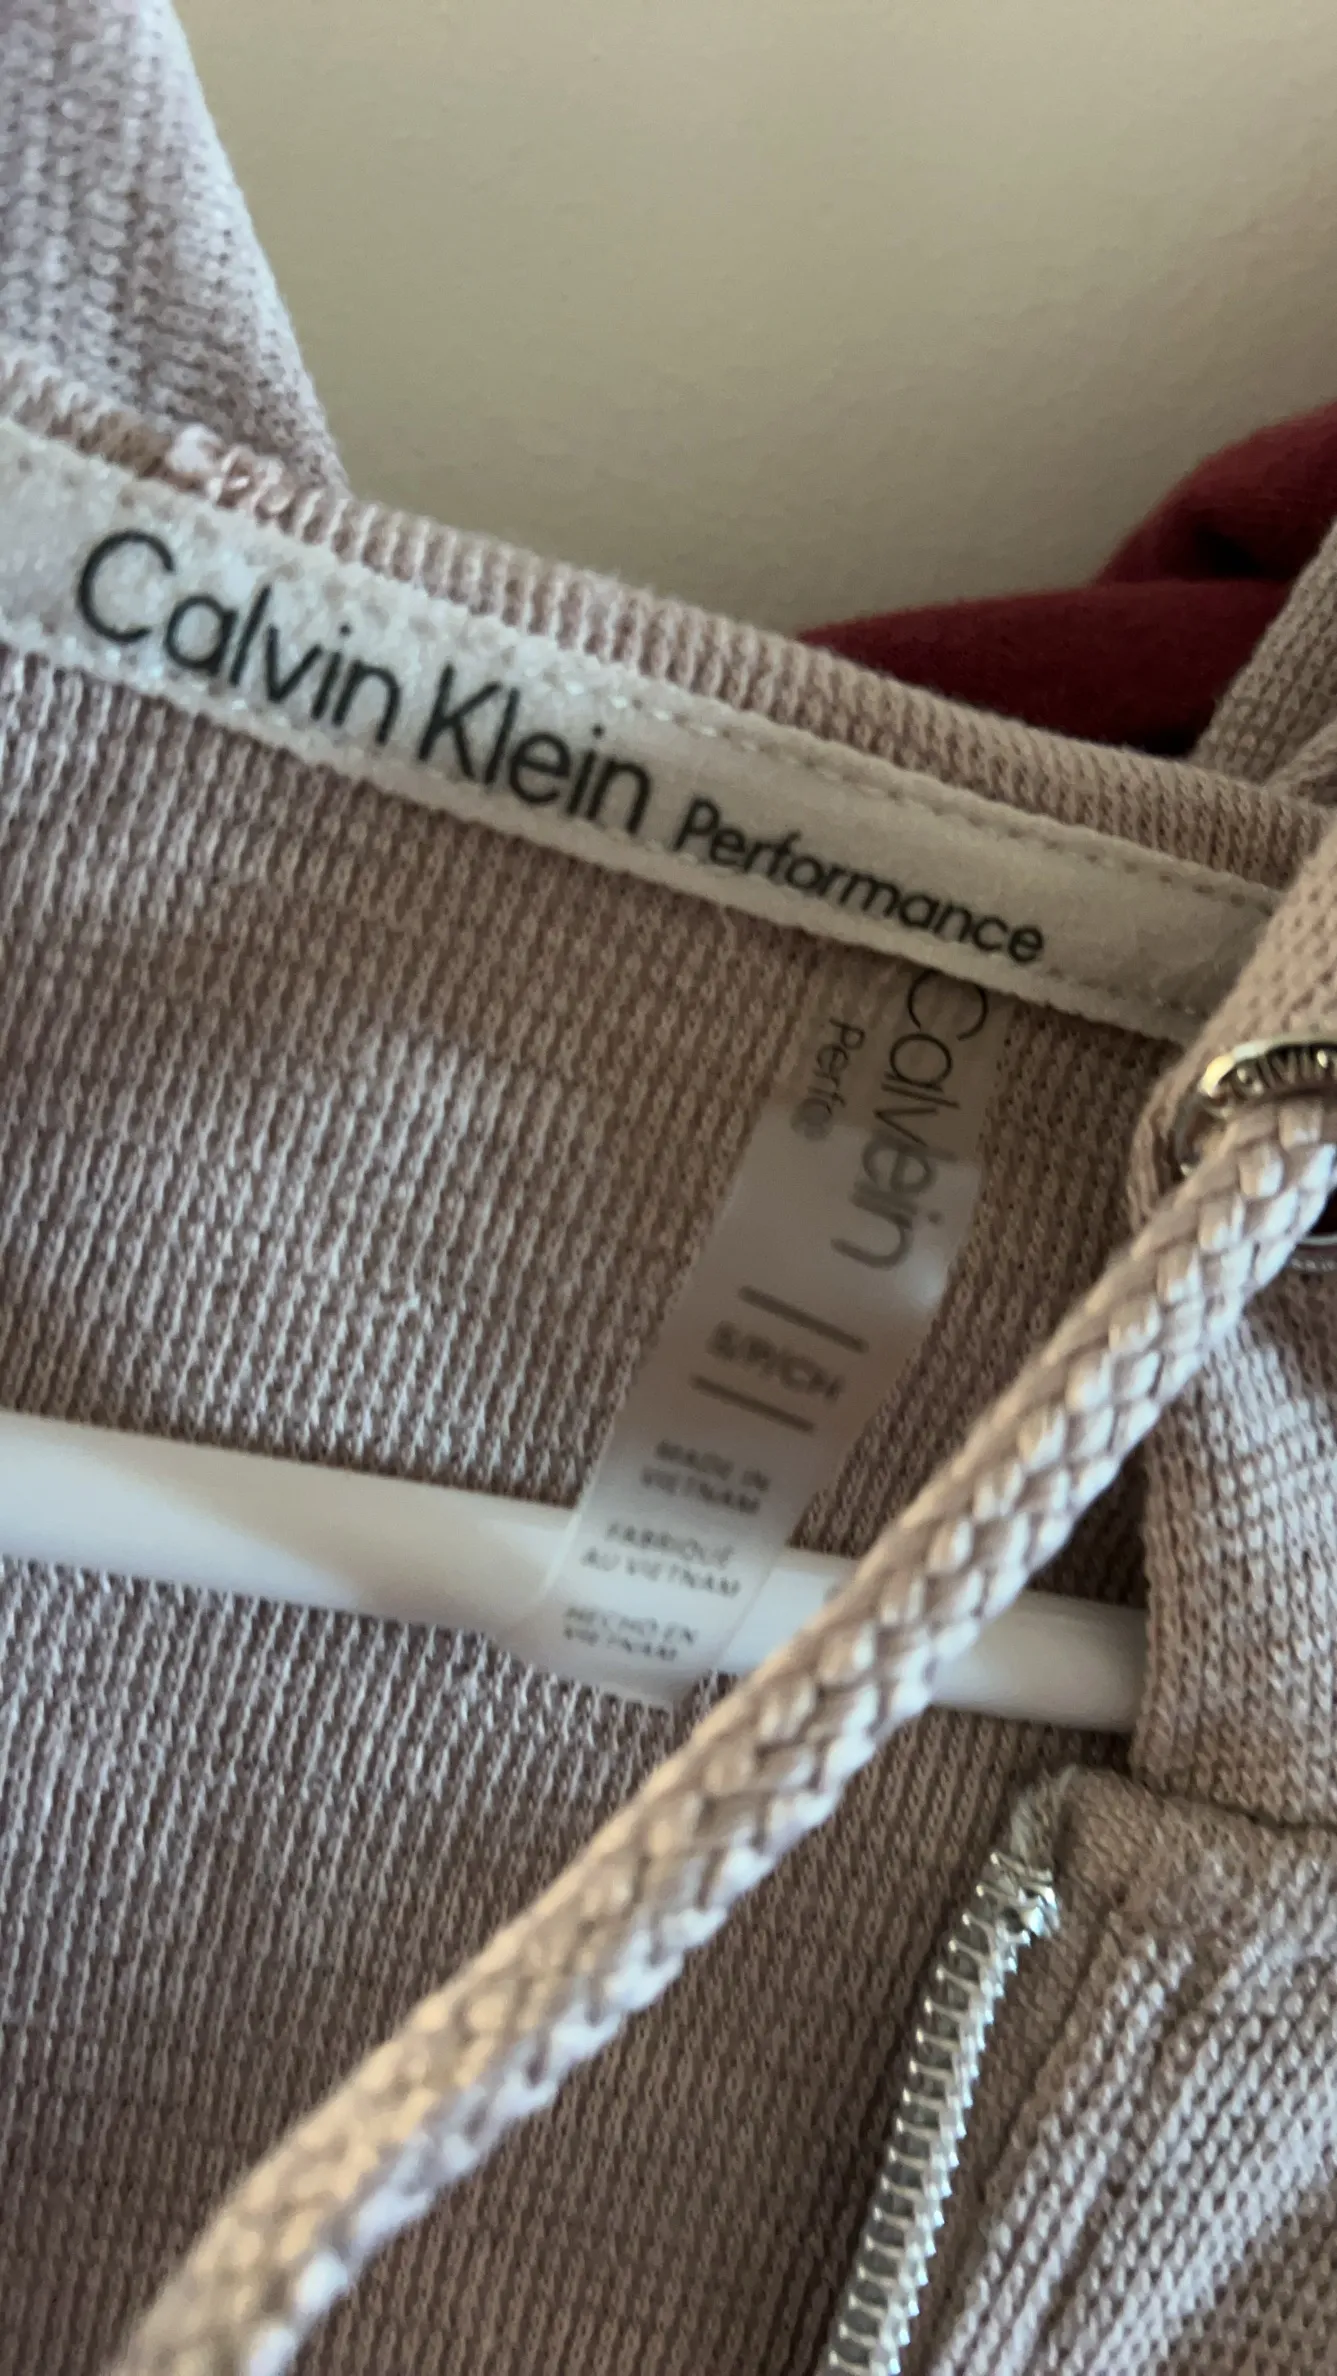 Calvin Klein Performance
Calvin
Klein
Perfo
S/P/CH
MADE IN
VIETNAM
FABRIQUÉ
AU VIETNAM
HECHO EN
VIETNAM